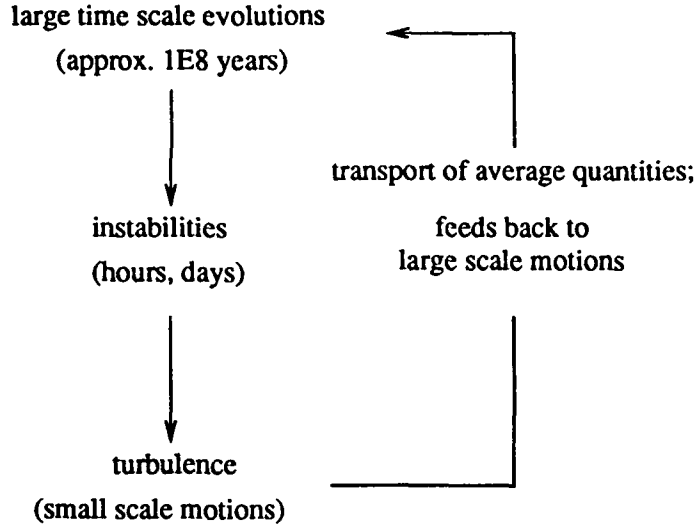 large time scale evolutions
(approx. 1E8 years)
transport of average quantities;
instabilities
feeds back to
(hours, days)
large scale motions
turbulence
(small scale motions)